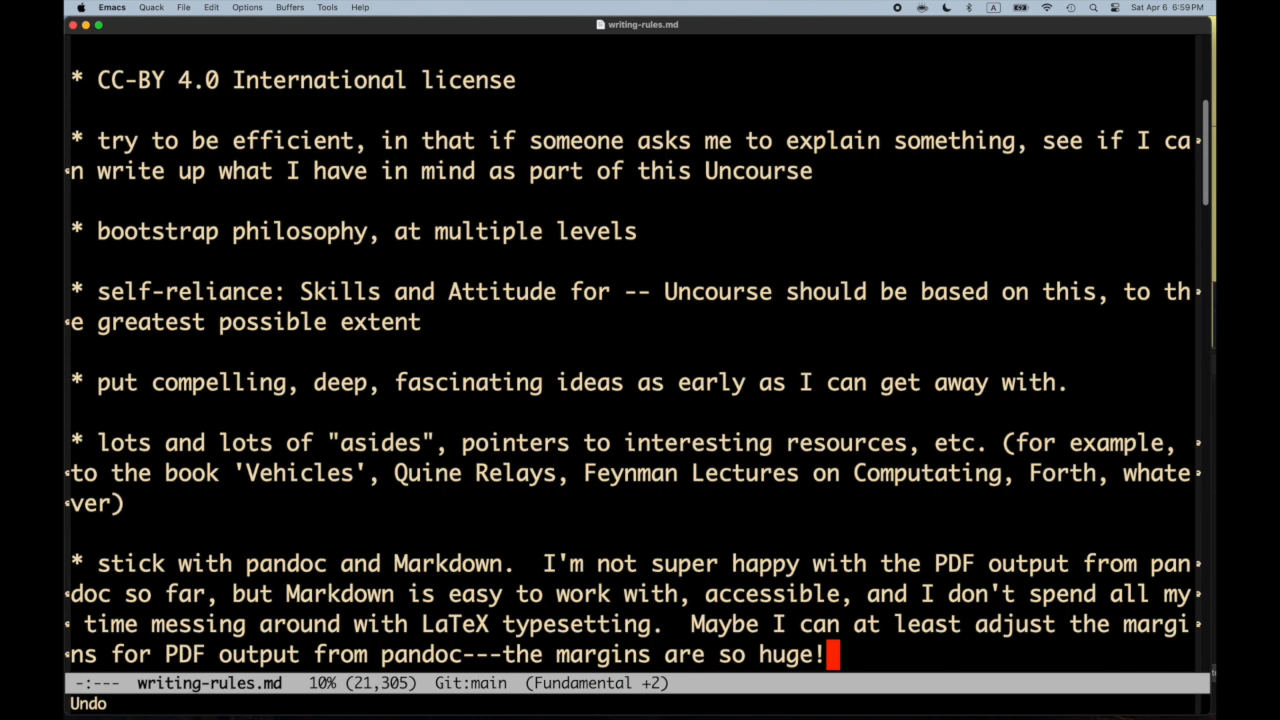 Emacs Quack File Edit Options Buffers Tools Help A Sat Apr 6 6:59 PM
writing-rules.md
* CC-BY 4.0 International license
* try to be efficient, in that if someone asks me to explain something, see if I ca
n write up what I have in mind as part of this Uncourse
* bootstrap philosophy, at multiple levels
* self-reliance: Skills and Attitude for -- Uncourse should be based on this, to th
e greatest possible extent
* put compelling, deep, fascinating ideas as early as I can get away with.
* lots and lots of "asides", pointers to interesting resources, etc. (for example,
to the book 'Vehicles', Quine Relays, Feynman Lectures on Computating, Forth, whate
ver)
* stick with pandoc and Markdown.  I'm not super happy with the PDF output from pan
doc so far, but Markdown is easy to work with, accessible, and I don't spend all my
time messing around with LaTeX typesetting.  Maybe I can at least adjust the margi
ns for PDF output from pandoc---the margins are so huge!
-:--- writing-rules.md 10% (21,305) Git:main (Fundamental +2)
Undo